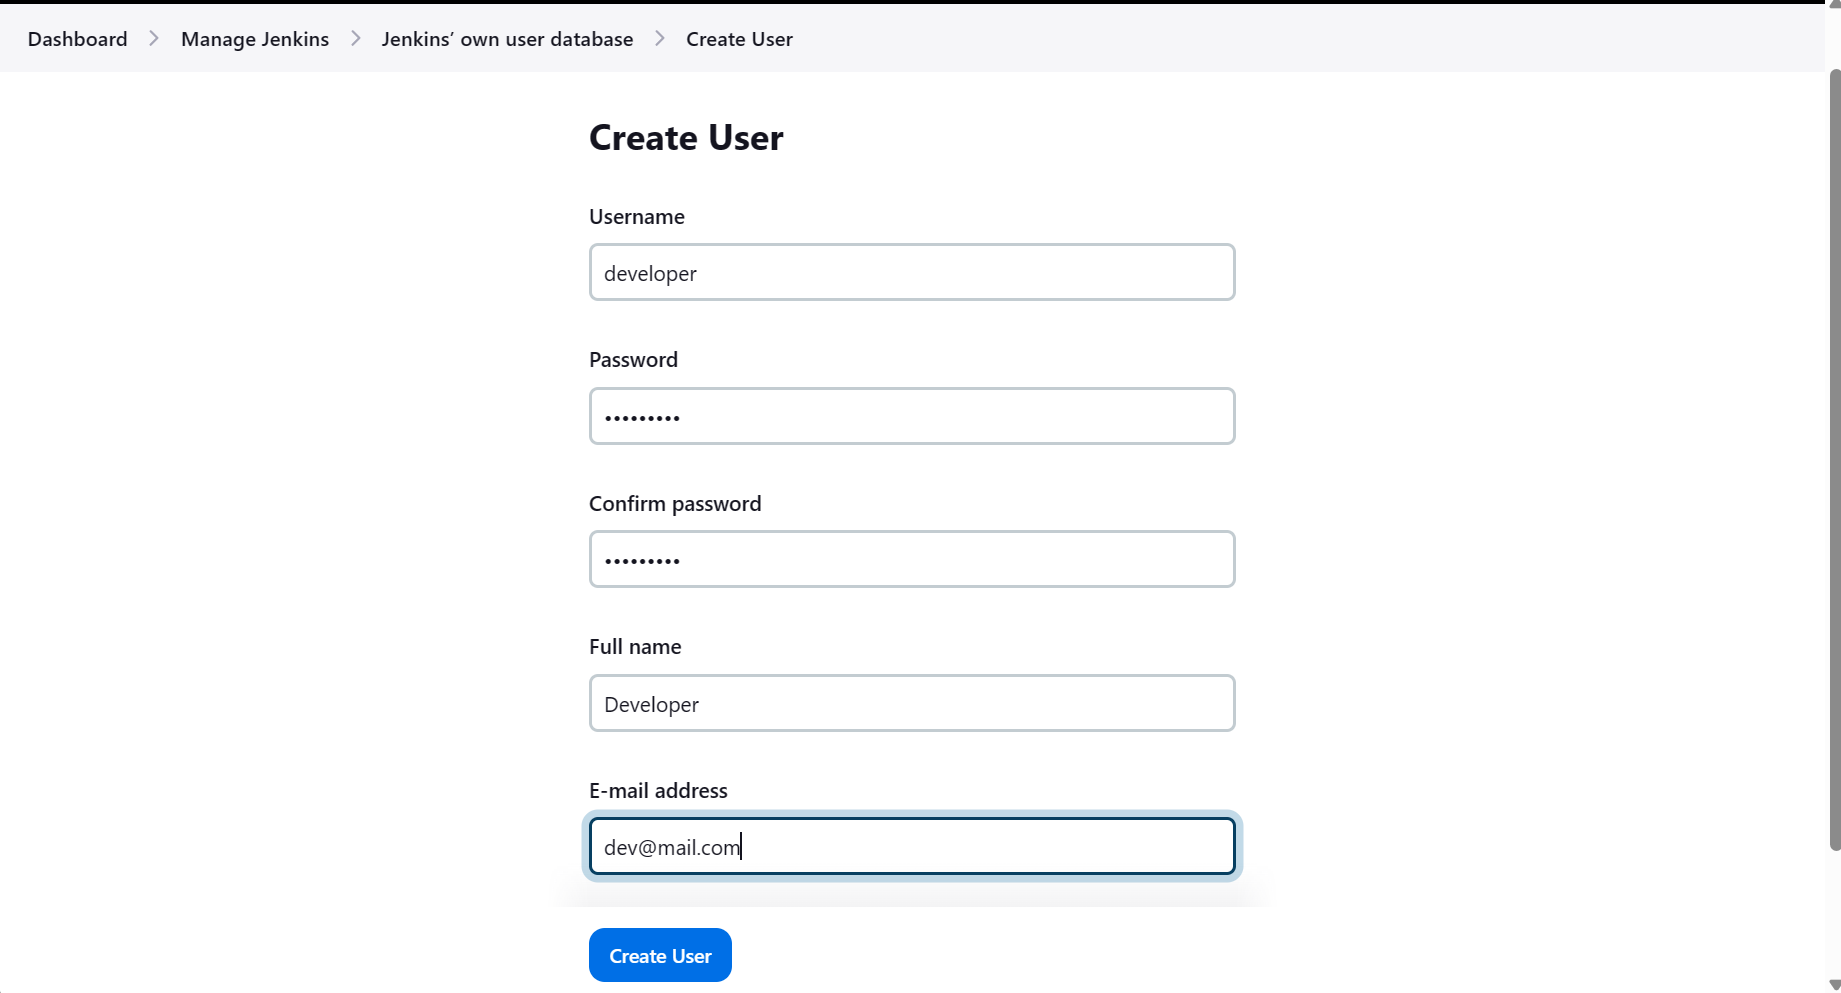 Dashboard > Manage Jenkins > Jenkins’ own user database > Create User
Create User
Username
developer
Password
•••••••••
Confirm password
•••••••••
Full name
Developer
E-mail address
dev@mail.com
Create User